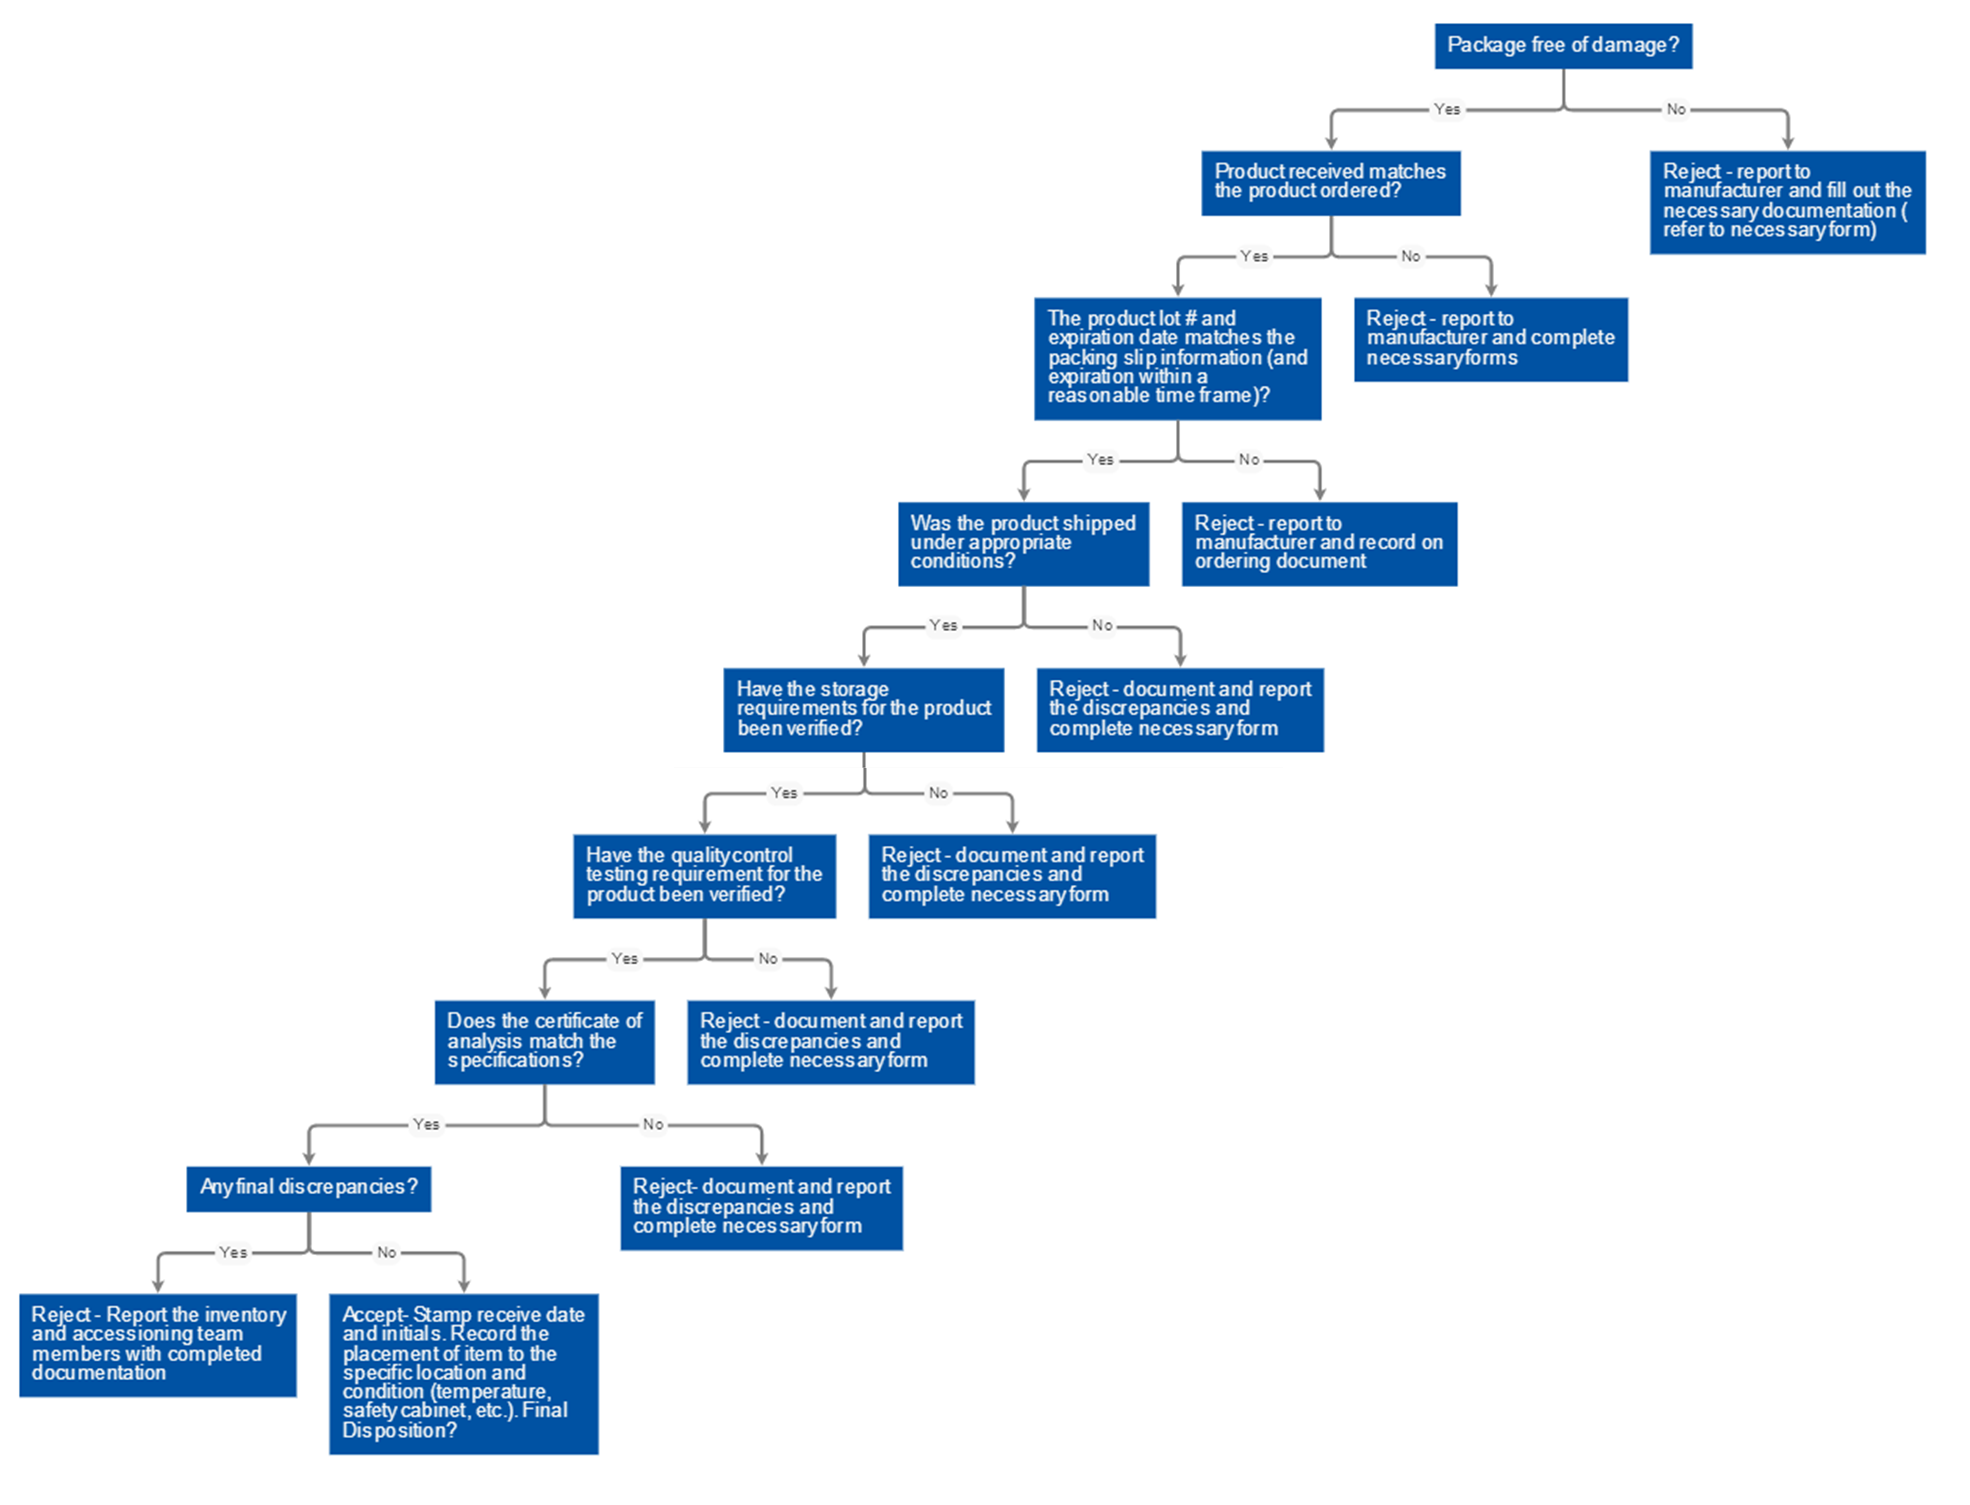 Package free of damage?
Yes
No
Product received matches
the product ordered?
Reject - report to
manufacturer and fill out the
necessary documentation (
refer to necessary form)
Yes
No
The product lot # and
expiration date matches the
packing slip information (and
expiration within a
reasonable time frame)?
Reject - report to
manufacturer and complete
necessary forms
Yes
No
Was the product shipped
under appropriate
conditions?
Reject - report to
manufacturer and record on
ordering document
Yes
No
Have the storage
requirements for the product
been verified?
Reject - document and report
the discrepancies and
complete necessary form
Yes
No
Have the quality control
testing requirement for the
product been verified?
Reject - document and report
the discrepancies and
complete necessary form
Yes
No
Does the certificate of
analysis match the
specifications?
Reject - document and report
the discrepancies and
complete necessary form
Yes
No
Any final discrepancies?
Reject- document and report
the discrepancies and
complete necessary form
Yes
No
Reject - Report the inventory
and accessioning team
members with completed
documentation
Accept- Stamp receive date
and initials. Record the
placement of item to the
specific location and
condition (temperature,
safety cabinet, etc.). Final
Disposition?